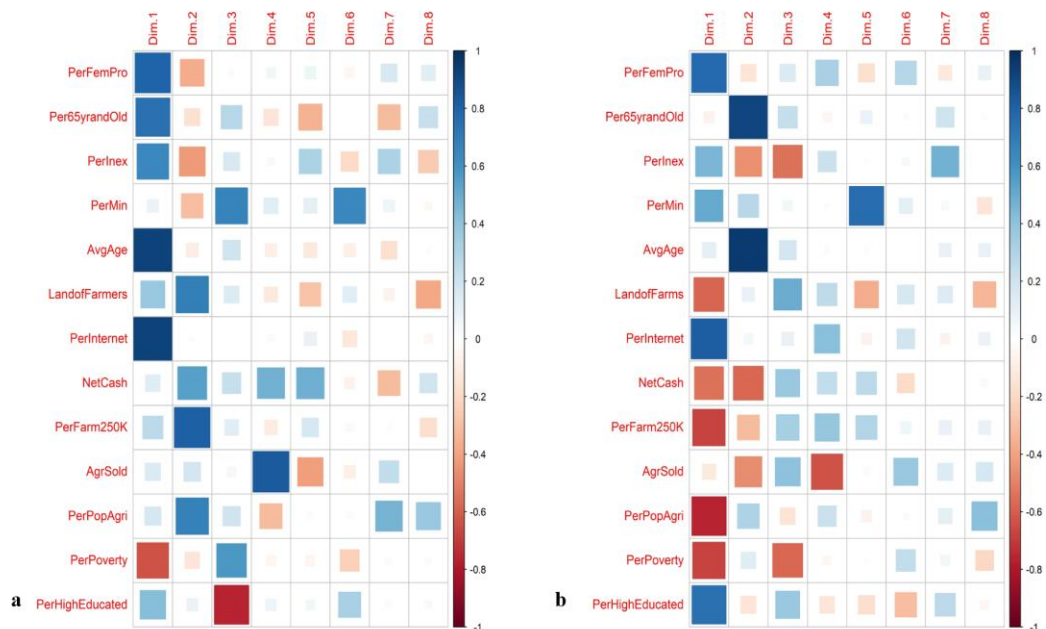 Dim.1 Dim.2 Dim.3 Dim.4 Dim.5 Dim.6 Dim.7 Dim.8
PerFemPro
Per65yrandOld
PerInex
PerMin
AvgAge
LandofFarmers
PerInternet
NetCash
PerFarm250K
AgrSold
PerPopAgri
PerPoverty
PerHighEducated
1
0.8
0.6
0.4
0.2
0
-0.2
-0.4
-0.6
-0.8
-1
a
Dim.1 Dim.2 Dim.3 Dim.4 Dim.5 Dim.6 Dim.7 Dim.8
PerFemPro
Per65yrandOld
PerInex
PerMin
AvgAge
LandofFarms
PerInternet
NetCash
PerFarm250K
AgrSold
PerPopAgri
PerPoverty
PerHighEducated
1
0.8
0.6
0.4
0.2
0
-0.2
-0.4
-0.6
-0.8
-1
b